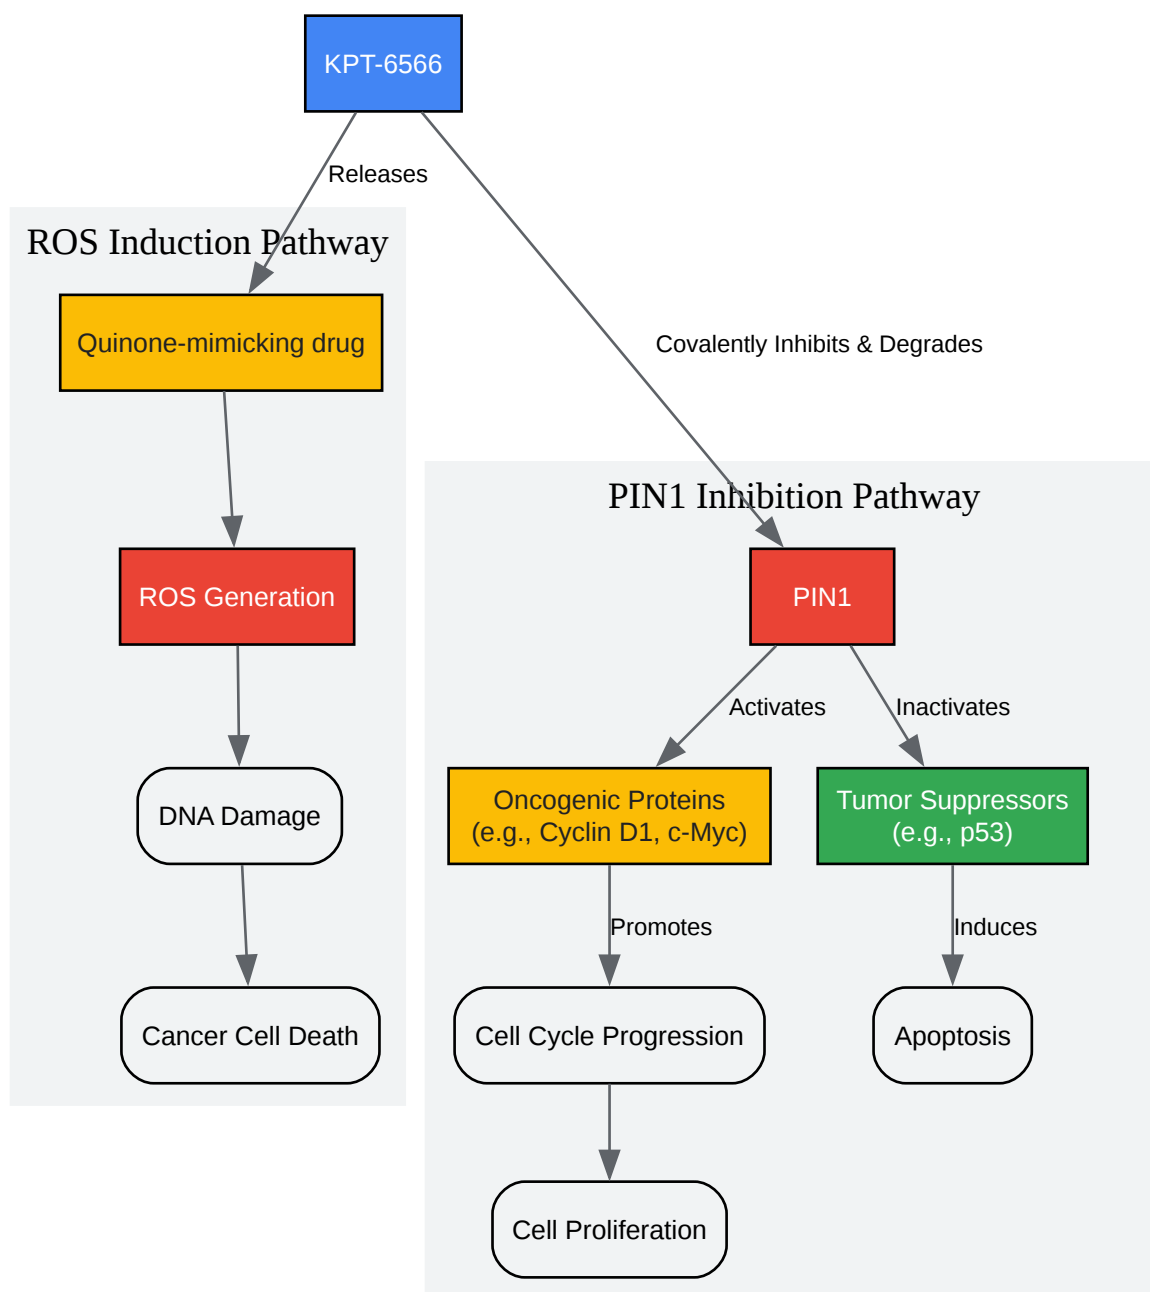 KPT-6566
Releases
ROS Induction Pathway
Quinone-mimicking drug
Covalently Inhibits & Degrades
PIN1 Inhibition Pathway
ROS Generation
PIN1
Activates
Inactivates
DNA Damage
Oncogenic Proteins
(e.g., Cyclin D1, c-Myc)
Tumor Suppressors
(e.g., p53)
Promotes
Induces
Cancer Cell Death
Cell Cycle Progression
Apoptosis
Cell Proliferation